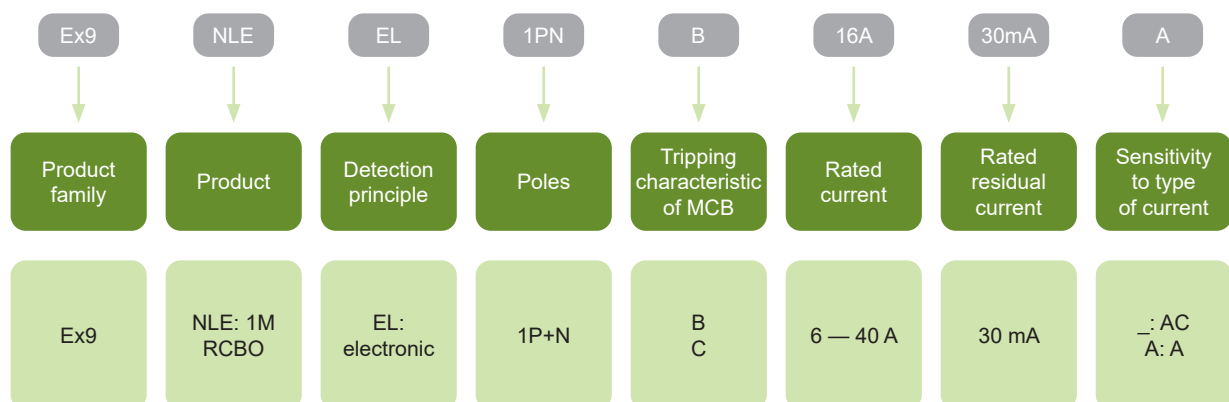 Ex9
NLE
EL
1PN
B
16A
30mA
A
Product
family
Product
Detection
principle
Poles
Tripping
characteristic
of MCB
Rated
current
Rated
residual
current
Sensitivity
to type
of current
Ex9
NLE: 1M
RCBO
EL:
electronic
1P+N
B
C
6 — 40 A
30 mA
_: AC
A: A